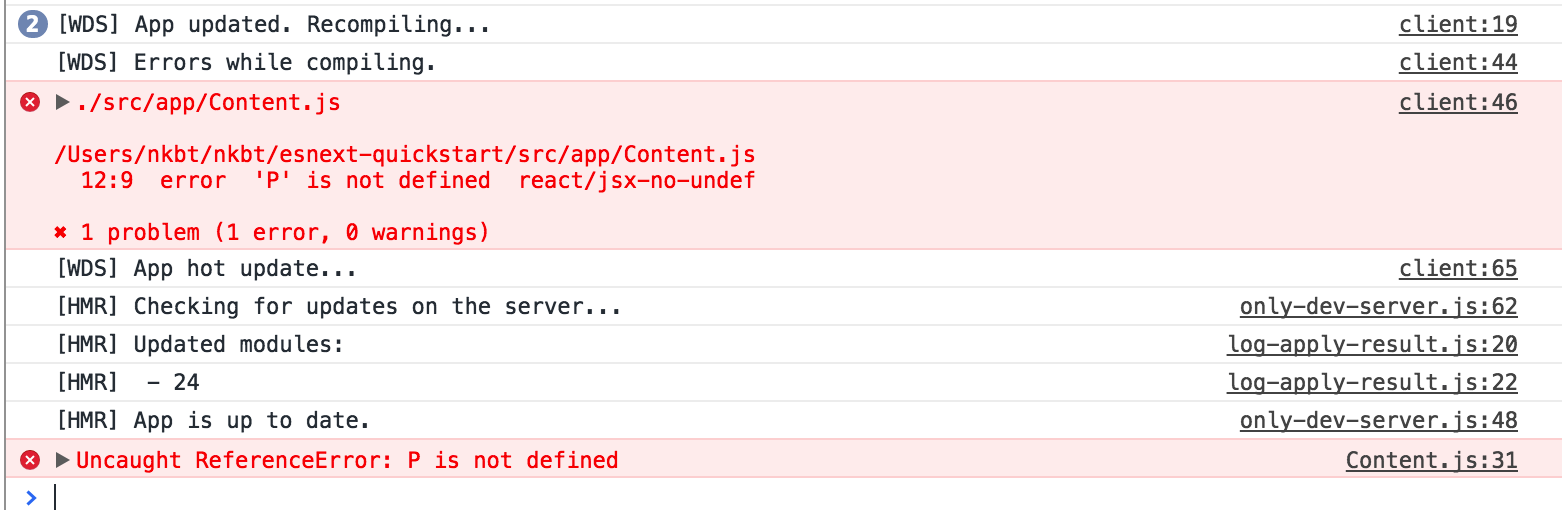 2 [WDS] App updated. Recompiling... client:19
[WDS] Errors while compiling. client:44
./src/app/Content.js client:46
/Users/nkbt/nkbt/esnext-quickstart/src/app/Content.js
12:9  error  'P' is not defined  react/jsx-no-undef
✖ 1 problem (1 error, 0 warnings)
[WDS] App hot update... client:65
[HMR] Checking for updates on the server... only-dev-server.js:62
[HMR] Updated modules: log-apply-result.js:20
[HMR]  - 24 log-apply-result.js:22
[HMR] App is up to date. only-dev-server.js:48
Uncaught ReferenceError: P is not defined Content.js:31